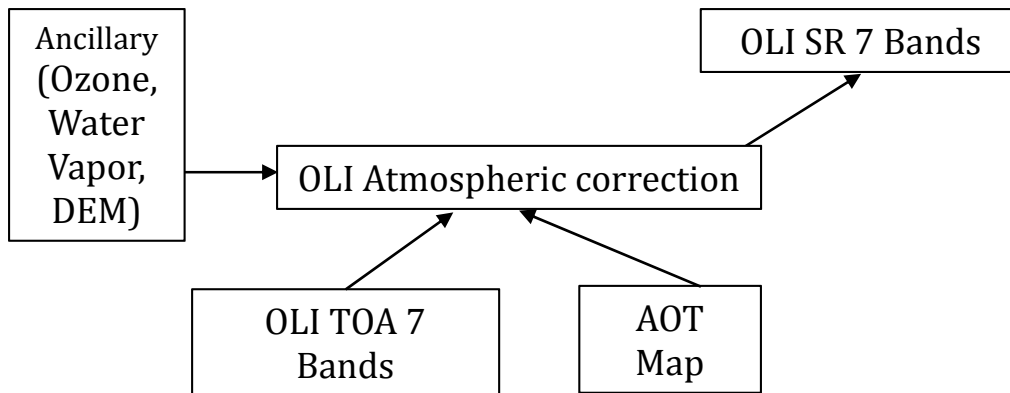 Ancillary
(Ozone,
Water
Vapor,
DEM)
OLI SR 7 Bands
OLI Atmospheric correction
OLI TOA 7
Bands
AOT
Map